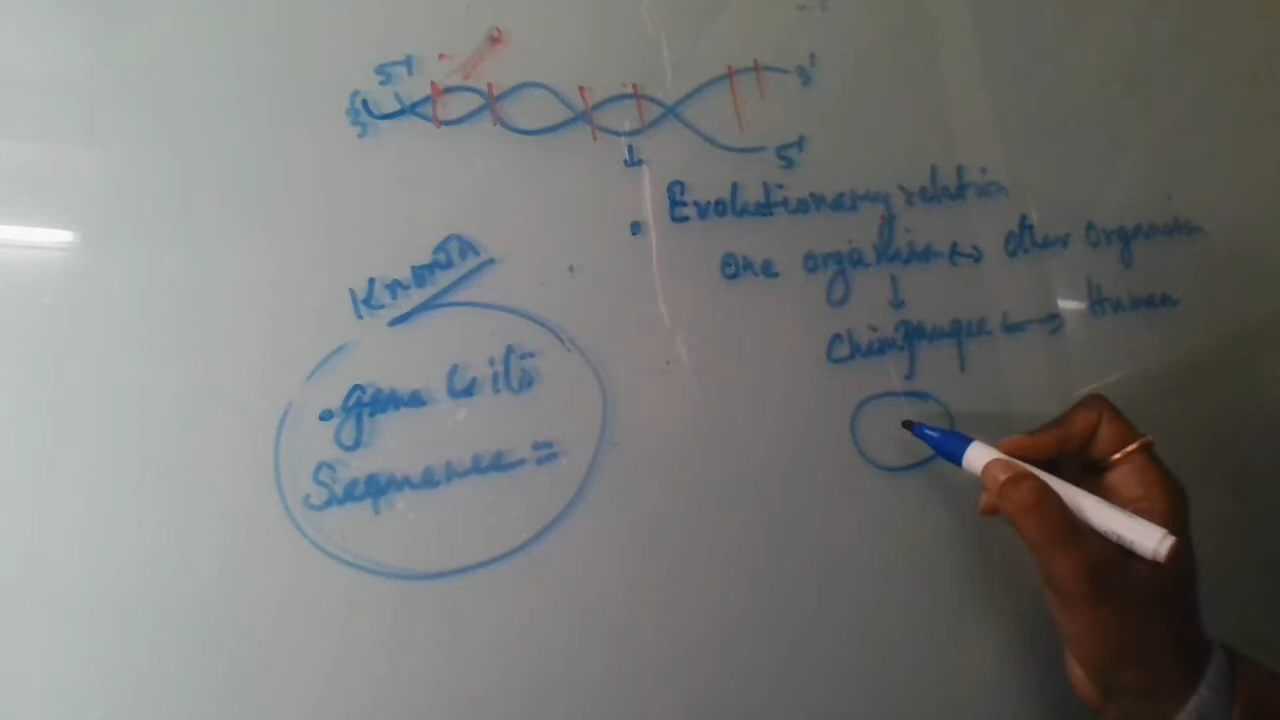 5'
3'
3'
5'
• Evolutionary relation
one organism ↔ other organism
↓
Chimpanzee ↔ Human
Known
• gene & its
Sequence =